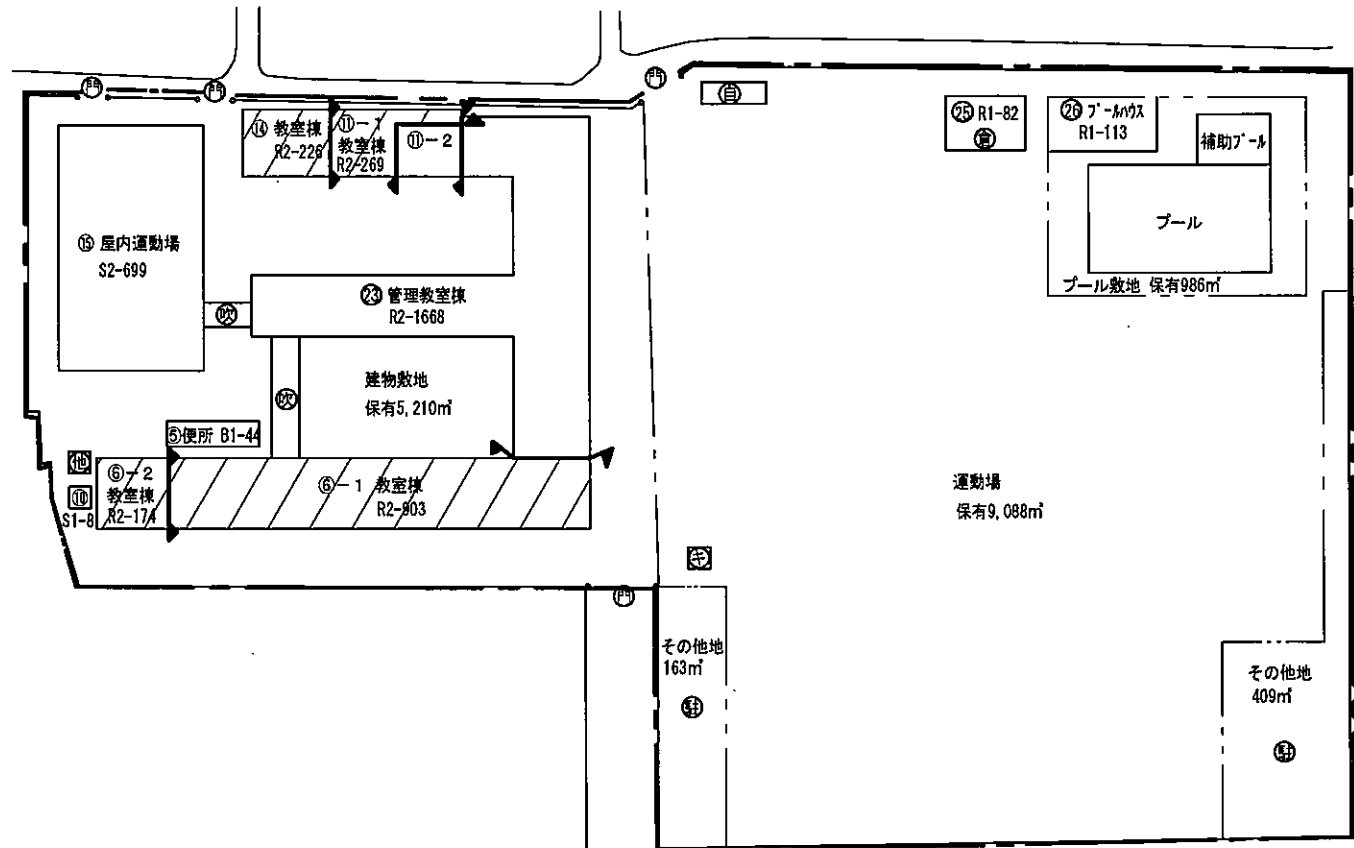 門
門
門
自
⑭ 教室棟
R2-226
⑪-1
教室棟
R2-269
⑪-2
㉕ R1-82
倉
㉖ プールハウス
R1-113
補助プール
プール
プール敷地 保有986㎡
⑮ 屋内運動場
S2-699
吹
㉓ 管理教室棟
R2-1668
吹
建物敷地
保有5,210㎡
⑤便所 B1-44
他
⑩
S1-8
⑥-2
教室棟
R2-174
⑥-1 教室棟
R2-903
運動場
保有9,088㎡
キ
門
その他地
163㎡
駐
その他地
409㎡
駐